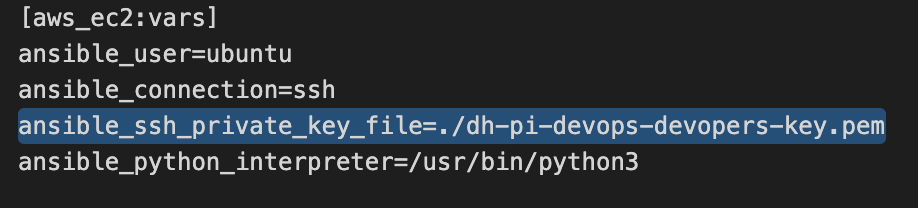 [aws_ec2:vars]
ansible_user=ubuntu
ansible_connection=ssh
ansible_ssh_private_key_file=./dh-pi-devops-devopers-key.pem
ansible_python_interpreter=/usr/bin/python3